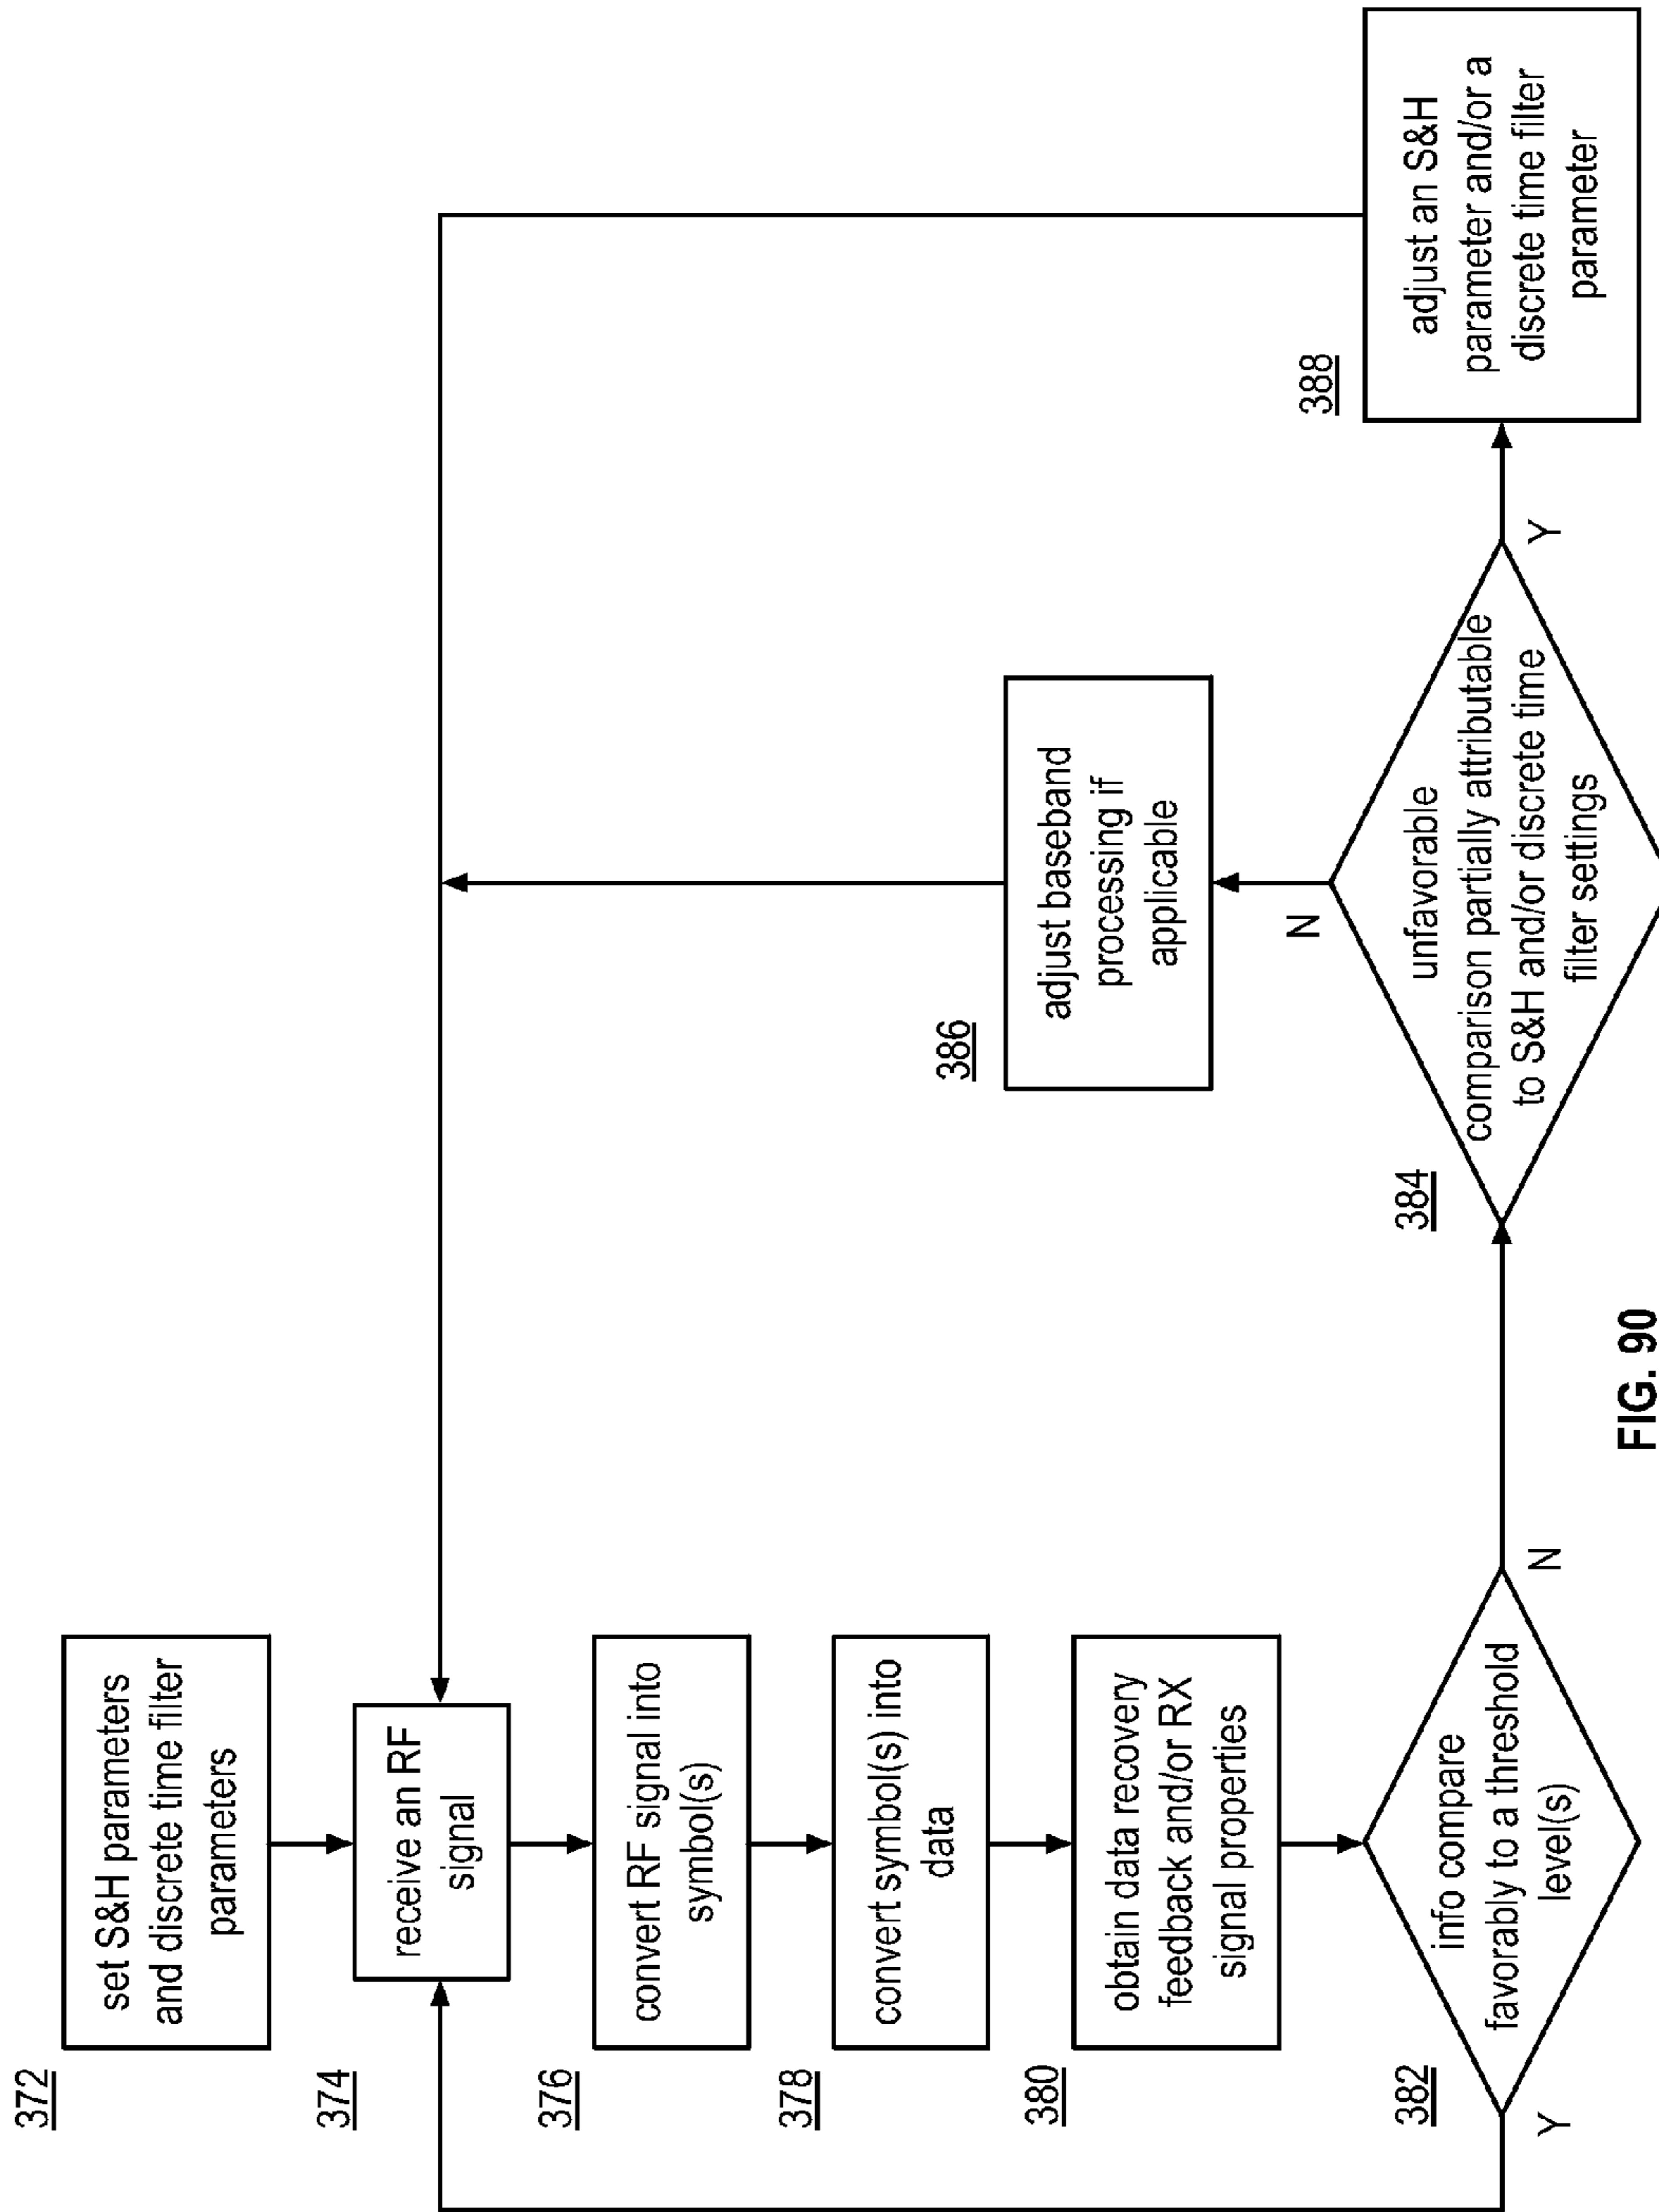 372
set S&H parameters
and discrete time filter
parameters
374
receive an RF
signal
376
convert RF signal into
symbol(s)
378
convert symbol(s) into
data
380
obtain data recovery
feedback and/or RX
signal properties
382
info compare
favorably to a threshold
level(s)
Y
N
384
unfavorable
comparison partially attributable
to S&H and/or discrete time
filter settings
N
Y
386
adjust baseband
processing if
applicable
388
adjust an S&H
parameter and/or a
discrete time filter
parameter
FIG. 90